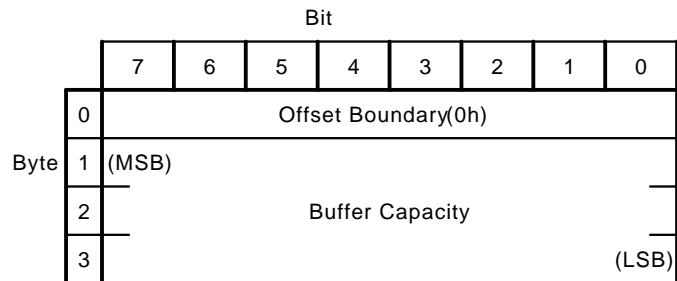 Bit
7 6 5 4 3 2 1 0
0 Offset Boundary(0h)
Byte 1 (MSB)
2 Buffer Capacity
3 (LSB)